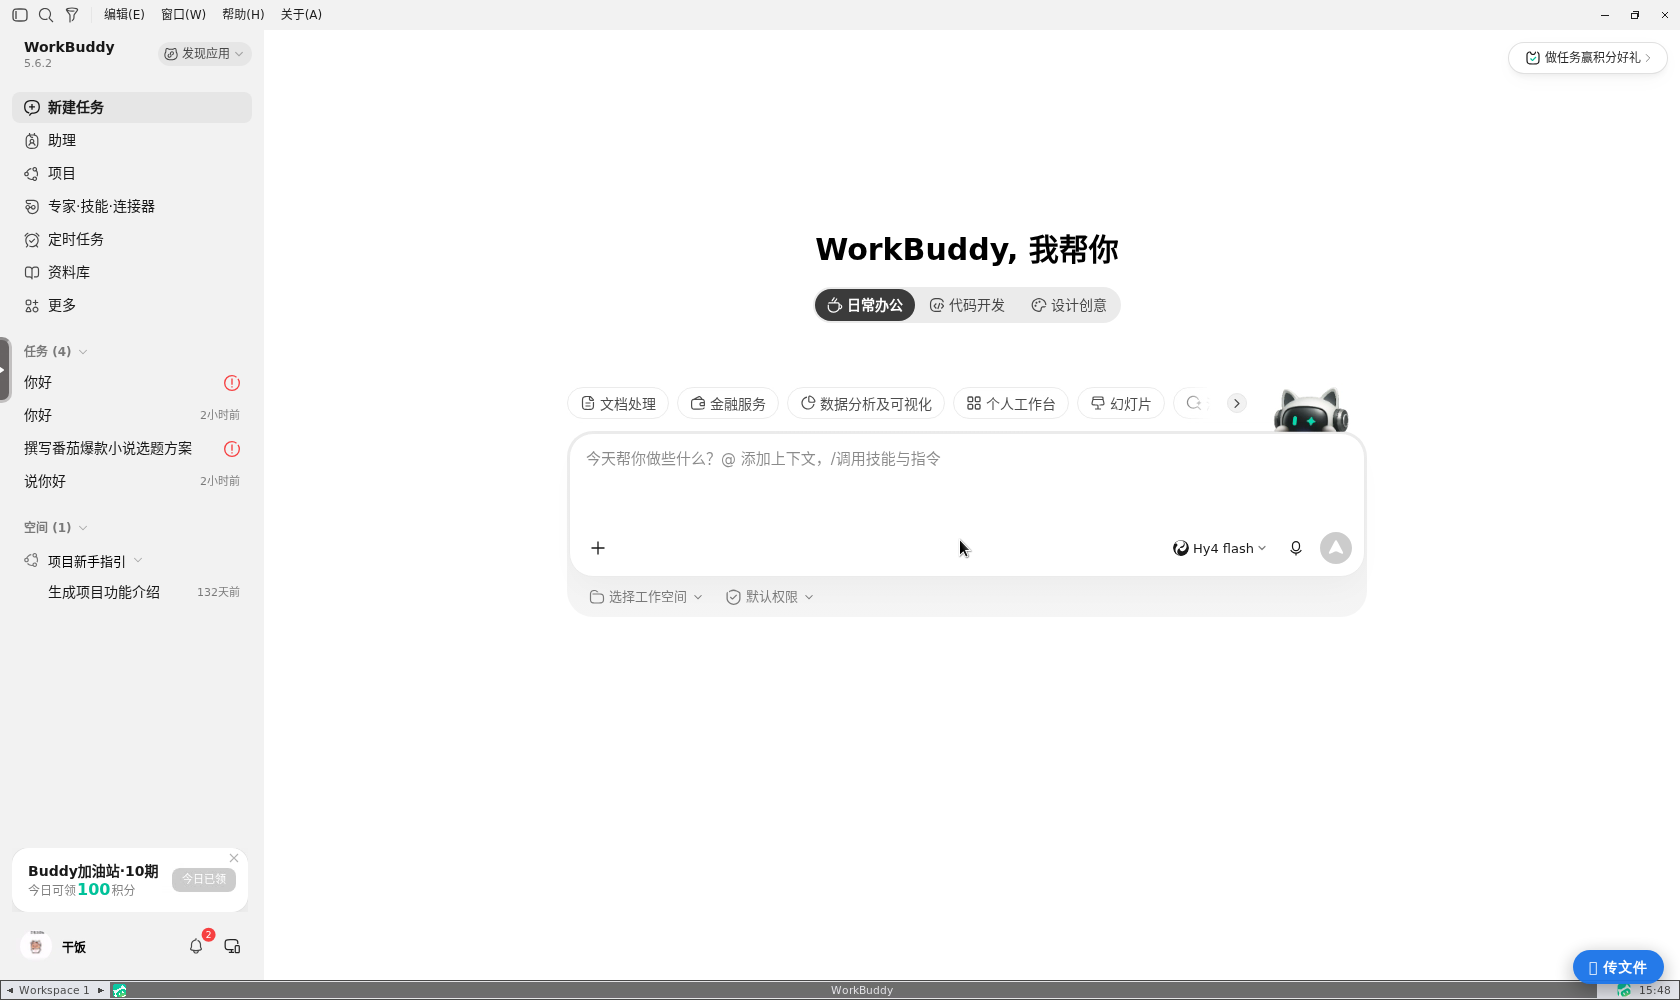 编辑(E) 窗口(W) 帮助(H) 关于(A)
WorkBuddy
5.6.2
发现应用
做任务赢积分好礼
新建任务
助理
项目
专家·技能·连接器
定时任务
资料库
更多
任务 (4)
你好
你好 2小时前
撰写番茄爆款小说选题方案
说你好 2小时前
空间 (1)
项目新手指引
生成项目功能介绍 132天前
WorkBuddy, 我帮你
日常办公 代码开发 设计创意
文档处理 金融服务 数据分析及可视化 个人工作台 幻灯片
今天帮你做些什么？@ 添加上下文，/调用技能与指令
Hy4 flash
选择工作空间 默认权限
Buddy加油站·10期
今日可领100积分
今日已领
干饭
2
传文件
Workspace 1 WorkBuddy 15:48